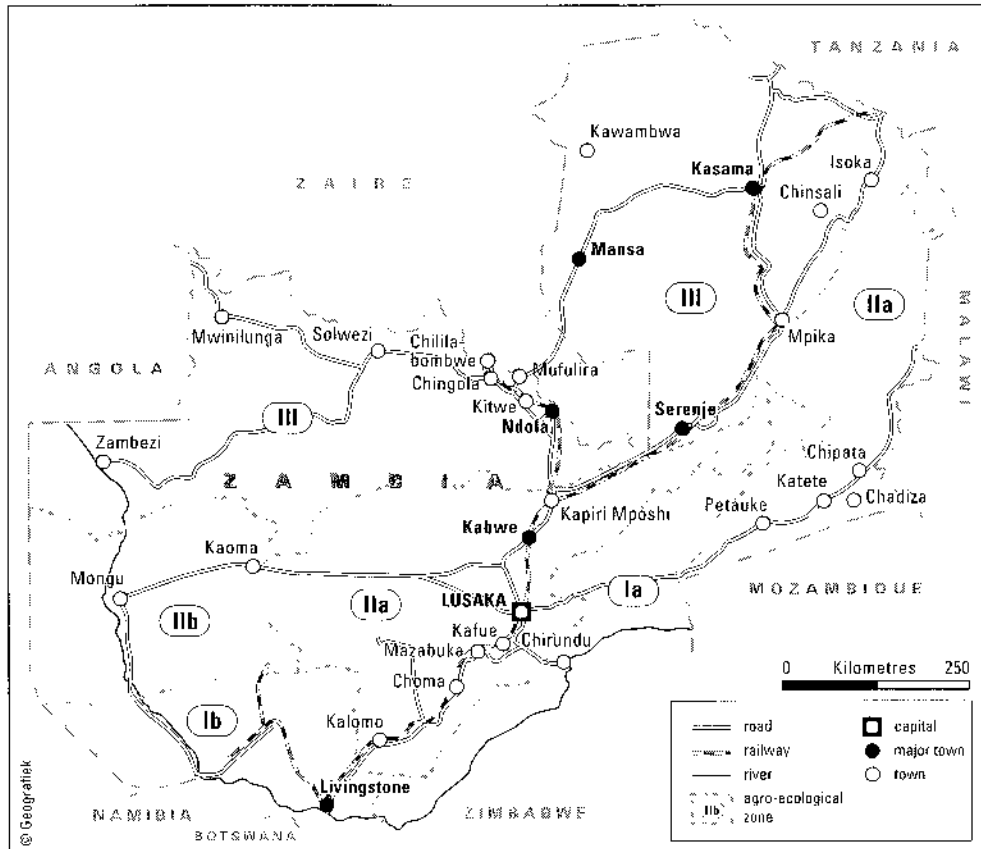 TANZANIA
Kawambwa
Kasama
Isoka
ZAIRE
Chinsali
Mansa
III
IIa
MALAWI
Mwinilunga
Solwezi
Mpika
Chilila-
bombwe
ANGOLA
Chingola
Mufulira
Kitwe
III
Ndola
Serenje
Zambezi
Chipata
ZAMBIA
Katete
Kapiri Mposhi
Petauke
Chadiza
Kabwe
Kaoma
Mongu
MOZAMBIQUE
IIa
LUSAKA
Ia
IIb
Kafue
Chirundu
Mazabuka
0 Kilometres 250
Choma
Ib
Kalomo
road
capital
railway
major town
river
town
Livingstone
IIb
agro-ecological
zone
NAMIBIA
ZIMBABWE
BOTSWANA
© Geografiek